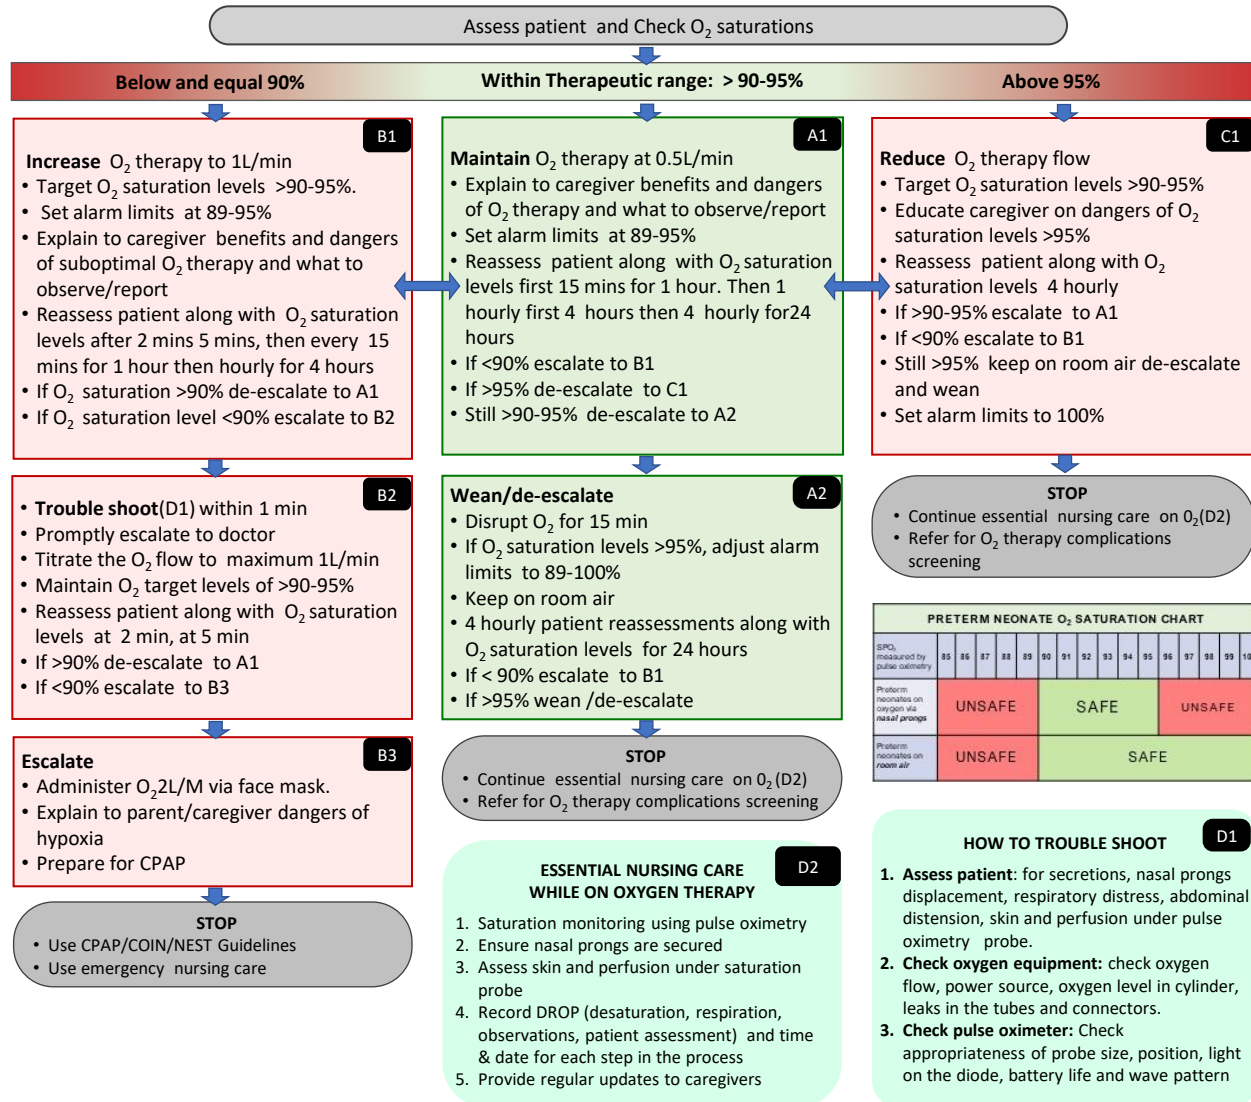 Assess patient and Check O₂ saturations
Below and equal 90%
Within Therapeutic range: > 90-95%
Above 95%
B1
Increase O₂ therapy to 1L/min
• Target O₂ saturation levels >90-95%.
• Set alarm limits at 89-95%
• Explain to caregiver benefits and dangers
of suboptimal O₂ therapy and what to
observe/report
• Reassess patient along with O₂ saturation
levels after 2 mins 5 mins, then every 15
mins for 1 hour then hourly for 4 hours
• If O₂ saturation >90% de-escalate to A1
• If O₂ saturation level <90% escalate to B2
A1
Maintain O₂ therapy at 0.5L/min
• Explain to caregiver benefits and dangers
of O₂ therapy and what to observe/report
• Set alarm limits at 89-95%
• Reassess patient along with O₂ saturation
levels first 15 mins for 1 hour. Then 1
hourly first 4 hours then 4 hourly for24
hours
• If <90% escalate to B1
• If >95% de-escalate to C1
• Still >90-95% de-escalate to A2
C1
Reduce O₂ therapy flow
• Target O₂ saturation levels >90-95%
• Educate caregiver on dangers of O₂
saturation levels >95%
• Reassess patient along with O₂
saturation levels 4 hourly
• If >90-95% escalate to A1
• If <90% escalate to B1
• Still >95% keep on room air de-escalate
and wean
• Set alarm limits to 100%
B2
• Trouble shoot(D1) within 1 min
• Promptly escalate to doctor
• Titrate the O₂ flow to maximum 1L/min
• Maintain O₂ target levels of >90-95%
• Reassess patient along with O₂ saturation
levels at 2 min, at 5 min
• If >90% de-escalate to A1
• If <90% escalate to B3
A2
Wean/de-escalate
• Disrupt O₂ for 15 min
• If O₂ saturation levels >95%, adjust alarm
limits to 89-100%
• Keep on room air
• 4 hourly patient reassessments along with
O₂ saturation levels for 24 hours
• If < 90% escalate to B1
• If >95% wean /de-escalate
STOP
• Continue essential nursing care on 0₂(D2)
• Refer for O₂ therapy complications
screening
PRETERM NEONATE O₂ SATURATION CHART
SPO₂
measured by
pulse oximetry
85 86 87 88 89 90 91 92 93 94 95 96 97 98 99 10
Preterm
neonates on
oxygen via
nasal prongs
UNSAFE SAFE UNSAFE
Preterm
neonates on
room air
UNSAFE SAFE
B3
Escalate
• Administer O₂2L/M via face mask.
• Explain to parent/caregiver dangers of
hypoxia
• Prepare for CPAP
STOP
• Use CPAP/COIN/NEST Guidelines
• Use emergency nursing care
STOP
• Continue essential nursing care on 0₂ (D2)
• Refer for O₂ therapy complications screening
D2
ESSENTIAL NURSING CARE
WHILE ON OXYGEN THERAPY
1. Saturation monitoring using pulse oximetry
2. Ensure nasal prongs are secured
3. Assess skin and perfusion under saturation
probe
4. Record DROP (desaturation, respiration,
observations, patient assessment) and time
& date for each step in the process
5. Provide regular updates to caregivers
D1
HOW TO TROUBLE SHOOT
1. Assess patient: for secretions, nasal prongs
displacement, respiratory distress, abdominal
distension, skin and perfusion under pulse
oximetry probe.
2. Check oxygen equipment: check oxygen
flow, power source, oxygen level in cylinder,
leaks in the tubes and connectors.
3. Check pulse oximeter: Check
appropriateness of probe size, position, light
on the diode, battery life and wave pattern